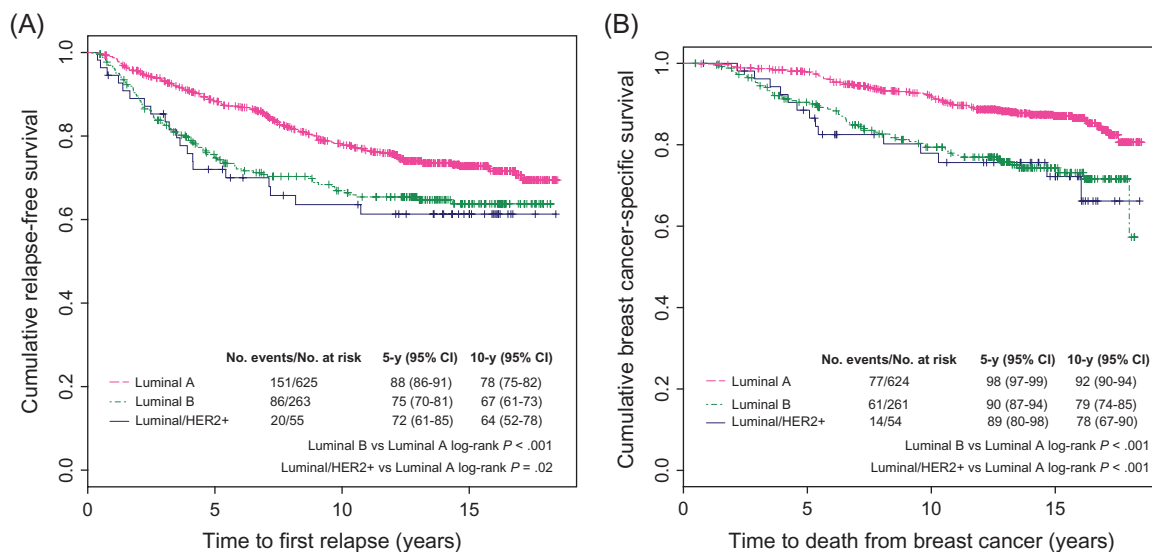 (A)
Cumulative relapse-free survival
1.0
0.8
0.6
0.4
0.2
0.0
No. events/No. at risk 5-y (95% CI) 10-y (95% CI)
Luminal A 151/625 88 (86-91) 78 (75-82)
Luminal B 86/263 75 (70-81) 67 (61-73)
Luminal/HER2+ 20/55 72 (61-85) 64 (52-78)
Luminal B vs Luminal A log-rank P < .001
Luminal/HER2+ vs Luminal A log-rank P = .02
0 5 10 15
Time to first relapse (years)
(B)
Cumulative breast cancer-specific survival
1.0
0.8
0.6
0.4
0.2
0.0
No. events/No. at risk 5-y (95% CI) 10-y (95% CI)
Luminal A 77/624 98 (97-99) 92 (90-94)
Luminal B 61/261 90 (87-94) 79 (74-85)
Luminal/HER2+ 14/54 89 (80-98) 78 (67-90)
Luminal B vs Luminal A log-rank P < .001
Luminal/HER2+ vs Luminal A log-rank P < .001
0 5 10 15
Time to death from breast cancer (years)